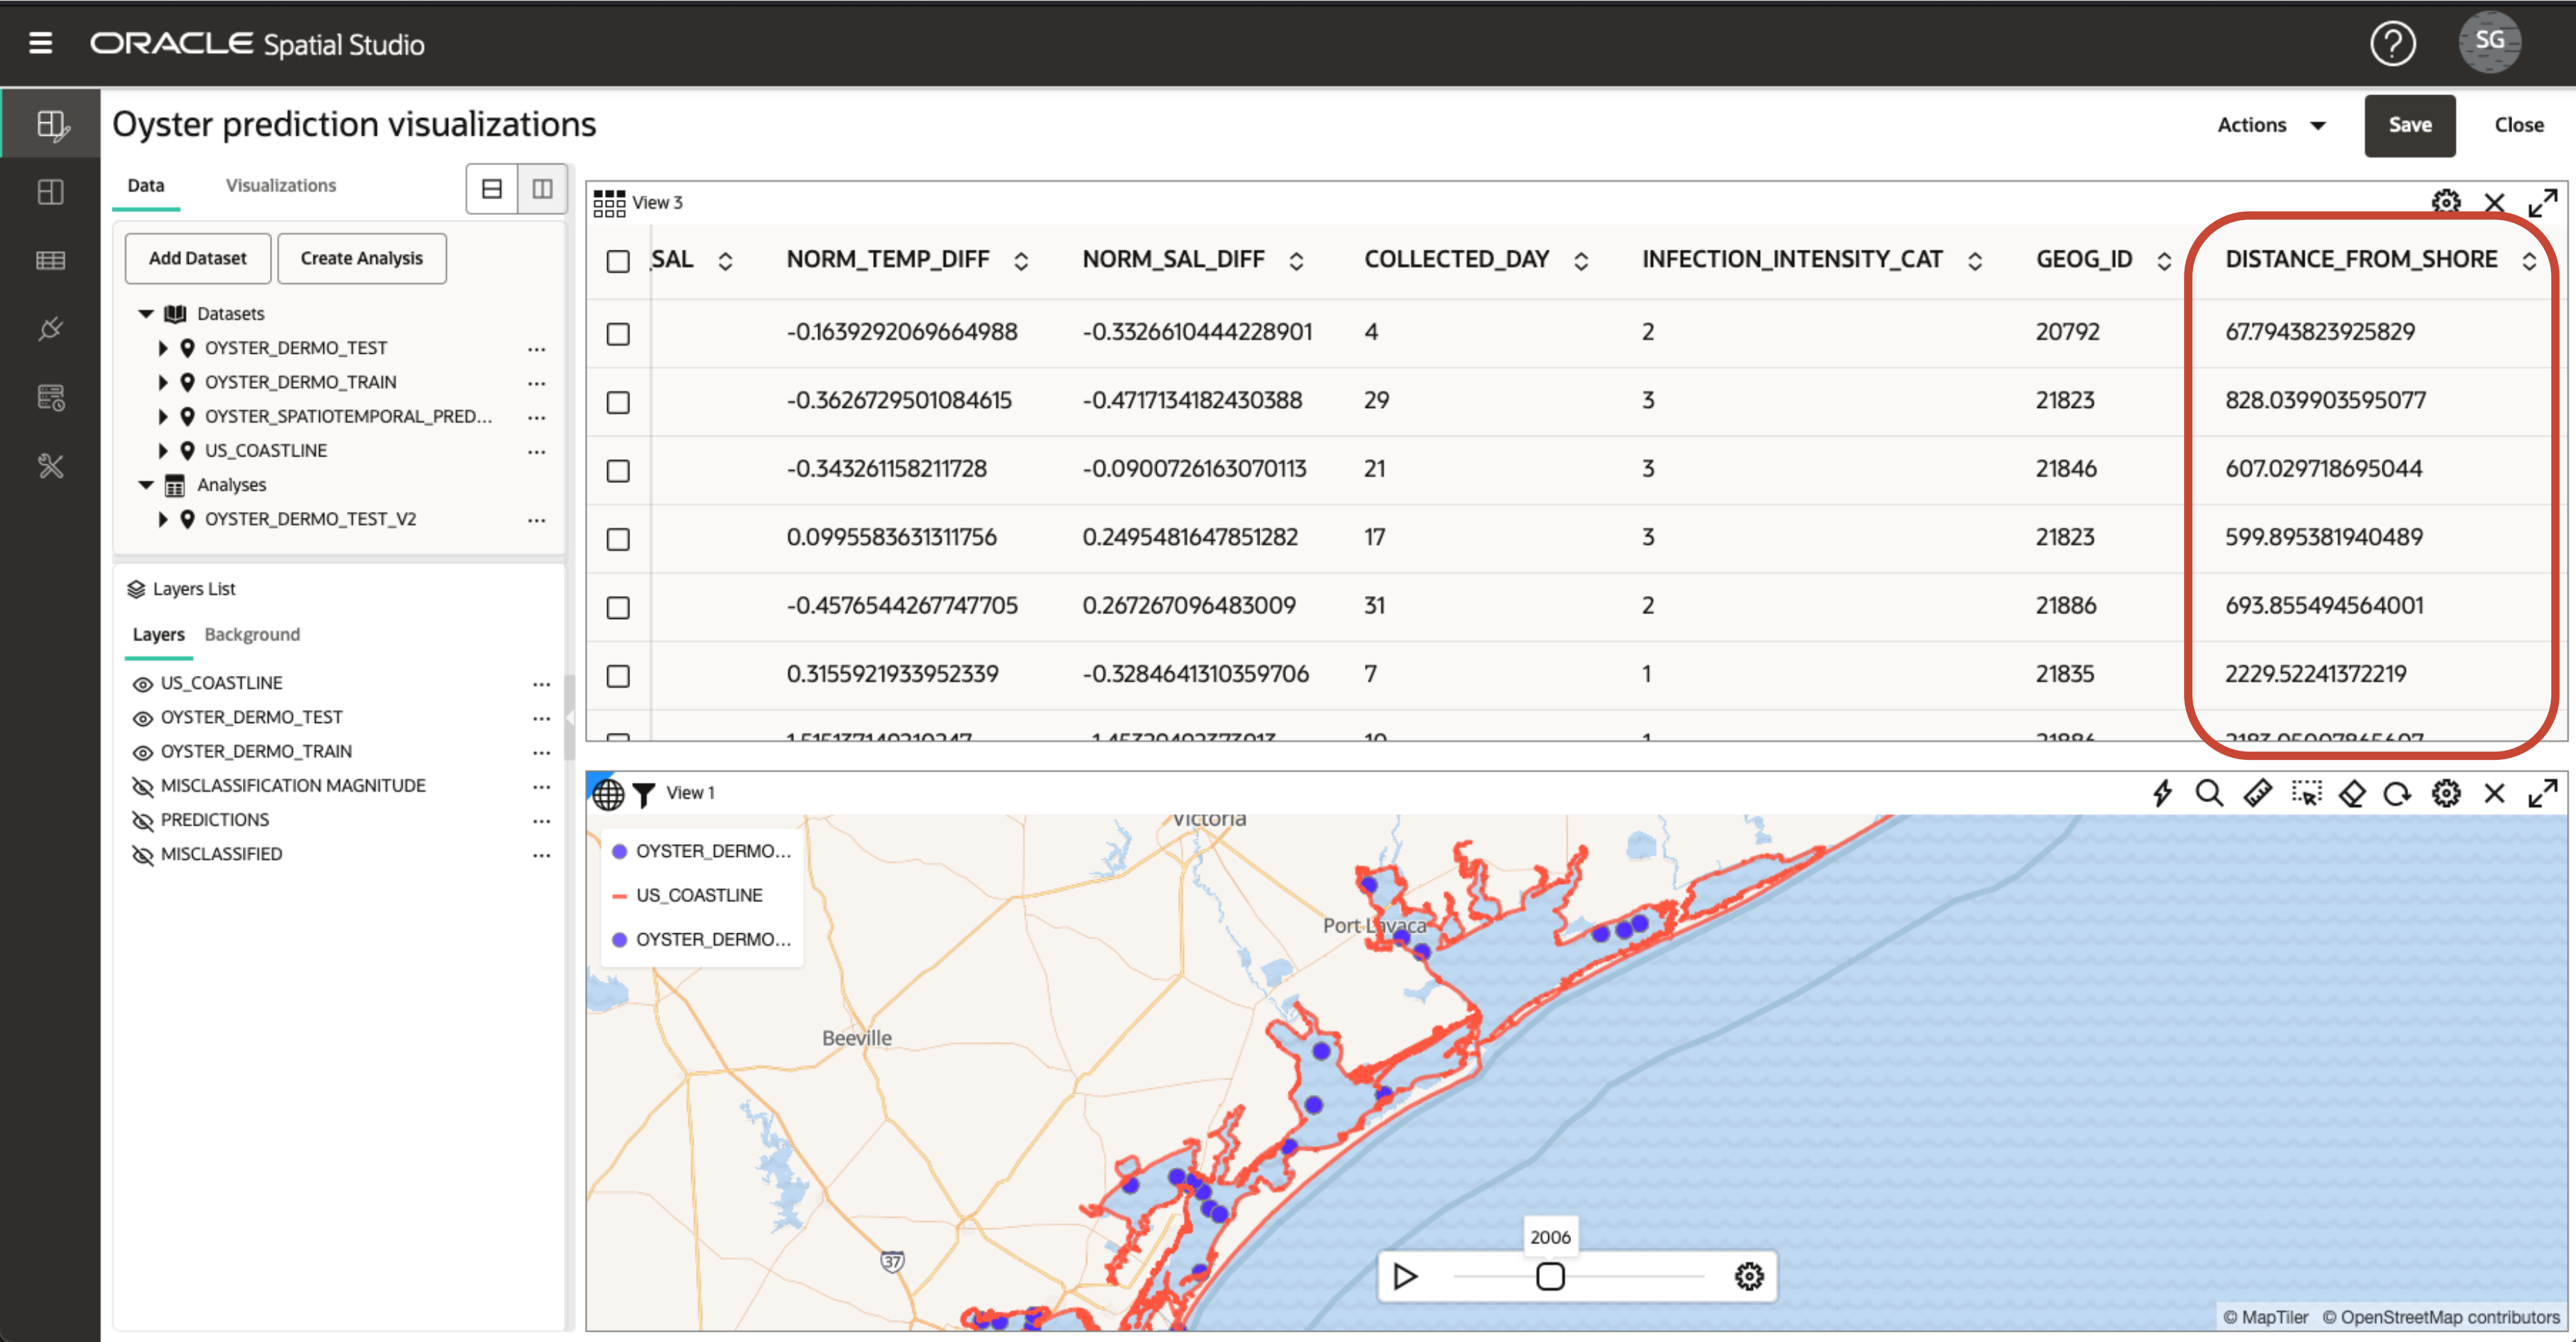 ORACLE Spatial Studio
SG
Oyster prediction visualizations
Actions
Save
Close
Data
Visualizations
Add Dataset
Create Analysis
Datasets
OYSTER_DERMO_TEST
OYSTER_DERMO_TRAIN
OYSTER_SPATIOTEMPORAL_PRED...
US_COASTLINE
Analyses
OYSTER_DERMO_TEST_V2
Layers List
Layers
Background
US_COASTLINE
OYSTER_DERMO_TEST
OYSTER_DERMO_TRAIN
MISCLASSIFICATION MAGNITUDE
PREDICTIONS
MISCLASSIFIED
View 3
_SAL NORM_TEMP_DIFF NORM_SAL_DIFF COLLECTED_DAY INFECTION_INTENSITY_CAT GEOG_ID DISTANCE_FROM_SHORE
-0.1639292069664988 -0.3326610444228901 4 2 20792 67.7943823925829
-0.3626729501084615 -0.4717134182430388 29 3 21823 828.039903595077
-0.343261158211728 -0.0900726163070113 21 3 21846 607.029718695044
0.0995583631311756 0.2495481647851282 17 3 21823 599.895381940489
-0.4576544267747705 0.267267096483009 31 2 21886 693.855494564001
0.3155921933952339 -0.3284641310359706 7 1 21835 2229.52241372219
View 1
OYSTER_DERMO...
US_COASTLINE
OYSTER_DERMO...
Victoria
Port Lavaca
Beeville
37
2006
© MapTiler © OpenStreetMap contributors